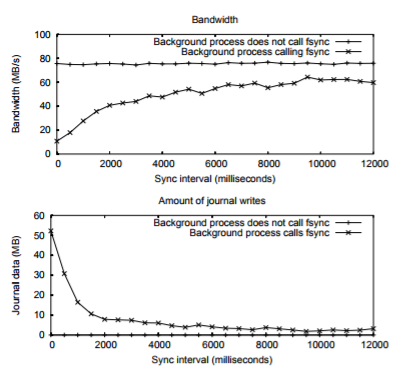 Bandwidth
100
80
60
40
20
0
Bandwidth (MB/s)
Background process does not call fsync
Background process calling fsync
0 2000 4000 6000 8000 10000 12000
Sync interval (milliseconds)
Amount of journal writes
60
50
40
30
20
10
0
Journal data (MB)
Background process does not call fsync
Background process calls fsync
0 2000 4000 6000 8000 10000 12000
Sync interval (milliseconds)